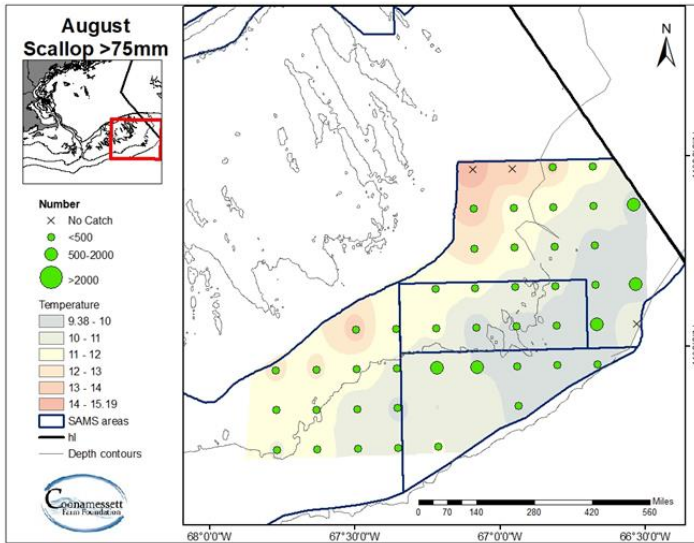 August
Scallop >75mm
Number
No Catch
<500
500-2000
>2000
Temperature
9.38 - 10
10 - 11
11 - 12
12 - 13
13 - 14
14 - 15.19
SAMS areas
hl
Depth contours
Coonamessett
Farm Foundation
N
Miles
0 70 140 280 420 560
68°0'0"W 67°30'0"W 67°0'0"W 66°30'0"W